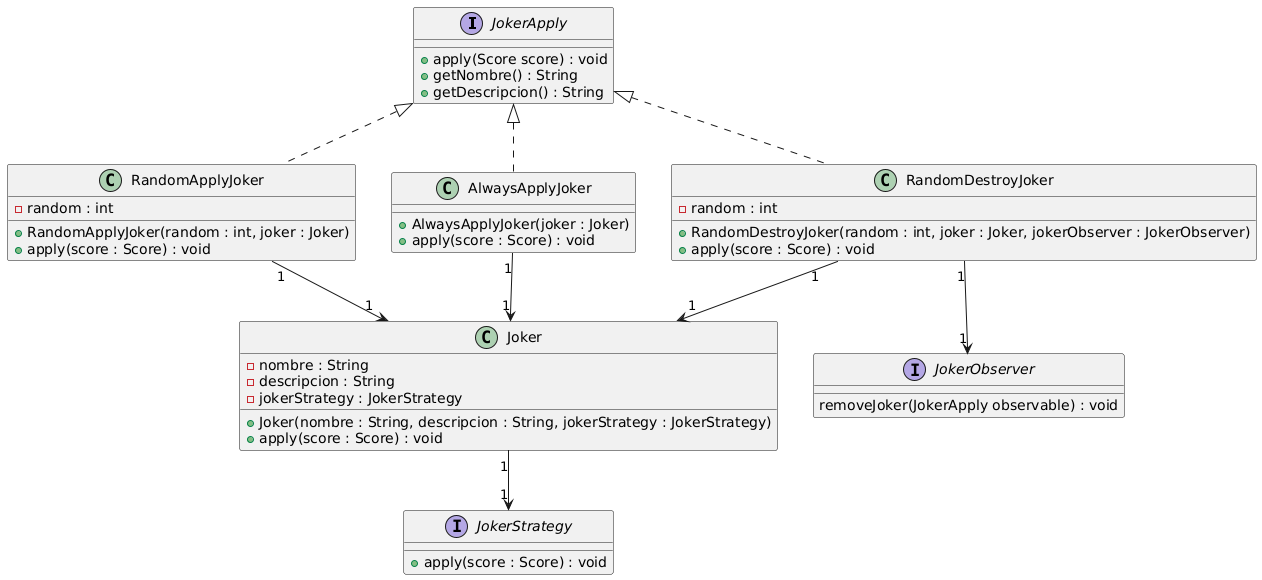 I JokerApply
apply(Score score) : void
getNombre() : String
getDescripcion() : String
C RandomApplyJoker
random : int
RandomApplyJoker(random : int, joker : Joker)
apply(score : Score) : void
C AlwaysApplyJoker
AlwaysApplyJoker(joker : Joker)
apply(score : Score) : void
C RandomDestroyJoker
random : int
RandomDestroyJoker(random : int, joker : Joker, jokerObserver : JokerObserver)
apply(score : Score) : void
1 1 1 1
1 1 1 1
C Joker
nombre : String
descripcion : String
jokerStrategy : JokerStrategy
Joker(nombre : String, descripcion : String, jokerStrategy : JokerStrategy)
apply(score : Score) : void
I JokerObserver
removeJoker(JokerApply observable) : void
1
1
I JokerStrategy
apply(score : Score) : void